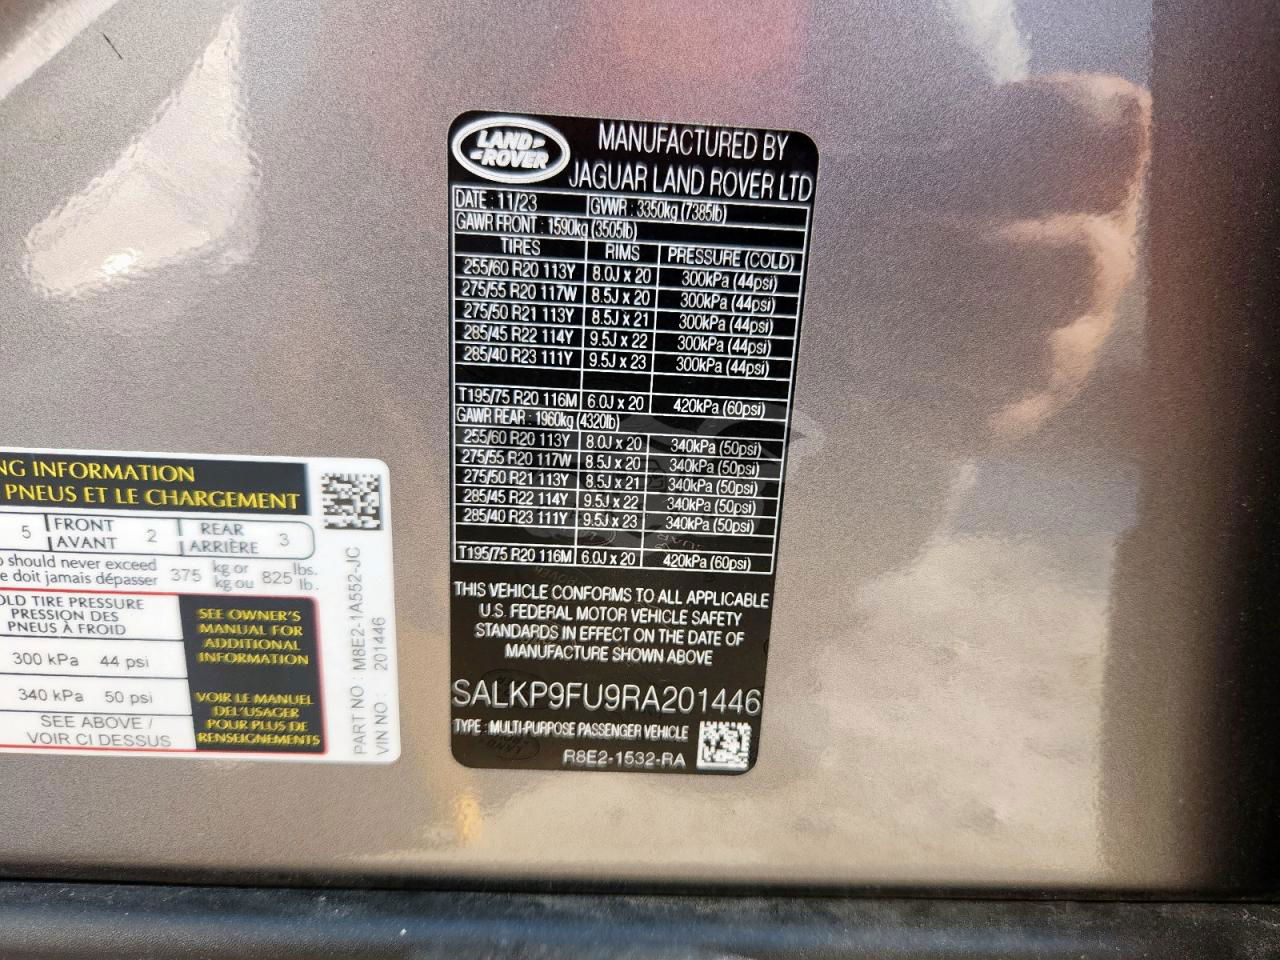 LAND
ROVER
MANUFACTURED BY
JAGUAR LAND ROVER LTD
DATE : 11/23 GVWR : 3350kg (7385lb)
GAWR FRONT : 1590kg (3505lb)
TIRES RIMS PRESSURE (COLD)
255/60 R20 113Y 8.0J x 20 300kPa (44psi)
275/55 R20 117W 8.5J x 20 300kPa (44psi)
275/50 R21 113Y 8.5J x 21 300kPa (44psi)
285/45 R22 114Y 9.5J x 22 300kPa (44psi)
285/40 R23 111Y 9.5J x 23 300kPa (44psi)
T195/75 R20 116M 6.0J x 20 420kPa (60psi)
GAWR REAR : 1960kg (4320lb)
255/60 R20 113Y 8.0J x 20 340kPa (50psi)
275/55 R20 117W 8.5J x 20 340kPa (50psi)
275/50 R21 113Y 8.5J x 21 340kPa (50psi)
285/45 R22 114Y 9.5J x 22 340kPa (50psi)
285/40 R23 111Y 9.5J x 23 340kPa (50psi)
T195/75 R20 116M 6.0J x 20 420kPa (60psi)
THIS VEHICLE CONFORMS TO ALL APPLICABLE
U.S. FEDERAL MOTOR VEHICLE SAFETY
STANDARDS IN EFFECT ON THE DATE OF
MANUFACTURE SHOWN ABOVE
SALKP9FU9RA201446
TYPE : MULTI-PURPOSE PASSENGER VEHICLE
R8E2-1532-RA
NG INFORMATION
PNEUS ET LE CHARGEMENT
5 FRONT 2 REAR 3
AVANT ARRIÈRE
o should never exceed 375 kg or 825 lbs.
e doit jamais dépasser kg ou lb.
OLD TIRE PRESSURE
PRESSION DES
PNEUS À FROID
300 kPa 44 psi
340 kPa 50 psi
SEE ABOVE /
VOIR CI DESSUS
SEE OWNER'S
MANUAL FOR
ADDITIONAL
INFORMATION
VOIR LE MANUEL
DEL'USAGER
POUR PLUS DE
RENSEIGNEMENTS
PART NO : M8E2-1A552-JC
VIN NO : 201446